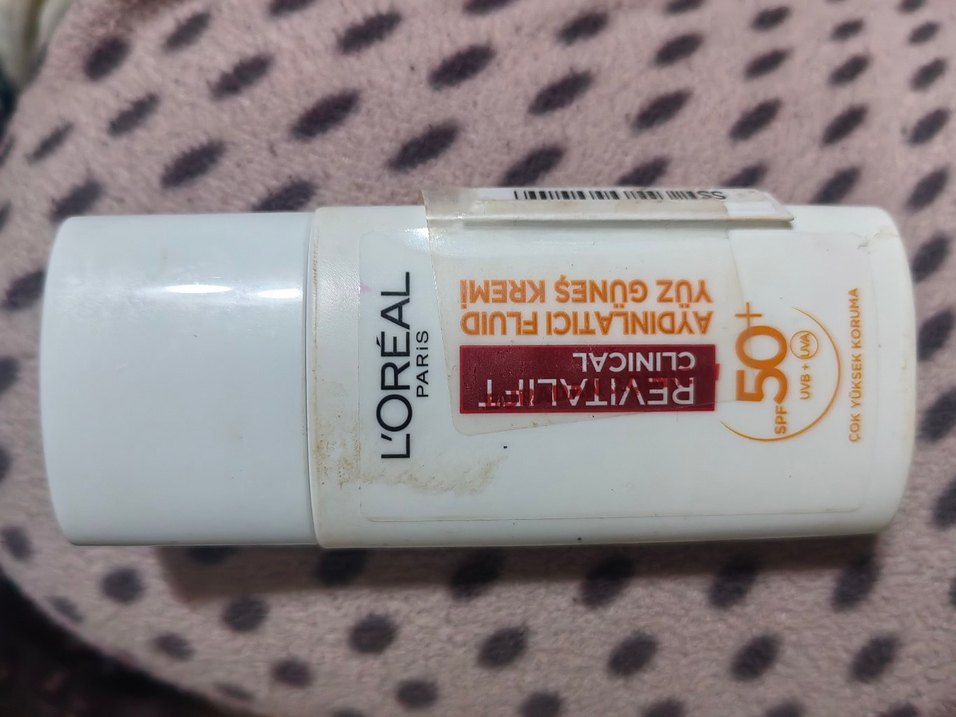 L'ORÉAL
PARiS
REVITALIFT
CLINICAL
AYDINLATICI FLUID
YÜZ GÜNEŞ KREMİ
SPF 50+
UVB + UVA
ÇOK YÜKSEK KORUMA